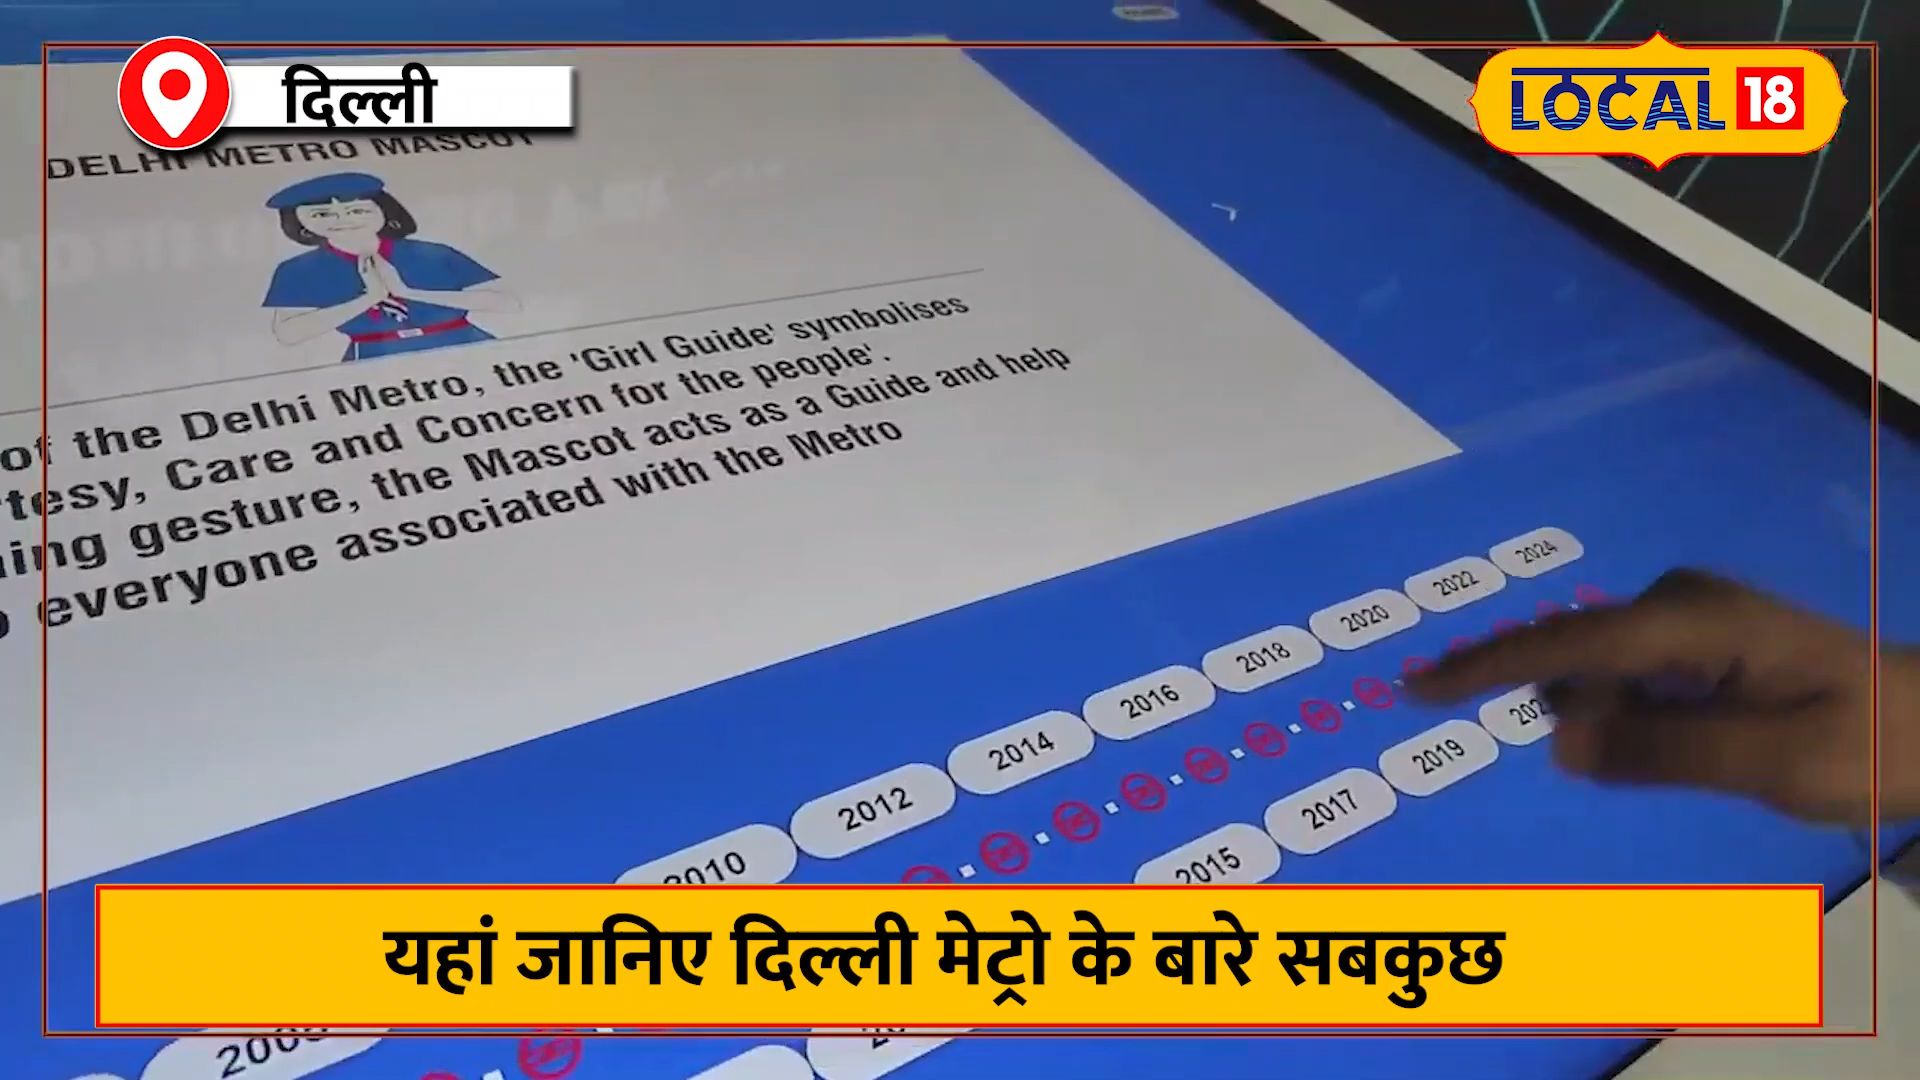 दिल्ली
LOCAL 18
DELHI METRO MASCOT
of the Delhi Metro, the 'Girl Guide' symbolises
Care and Concern for the people'.
gesture, the Mascot acts as a Guide and help
everyone associated with the Metro
2024
2022
2020
2018
2016
2014
2012
2010
2019
2017
2015
यहां जानिए दिल्ली मेट्रो के बारे सबकुछ